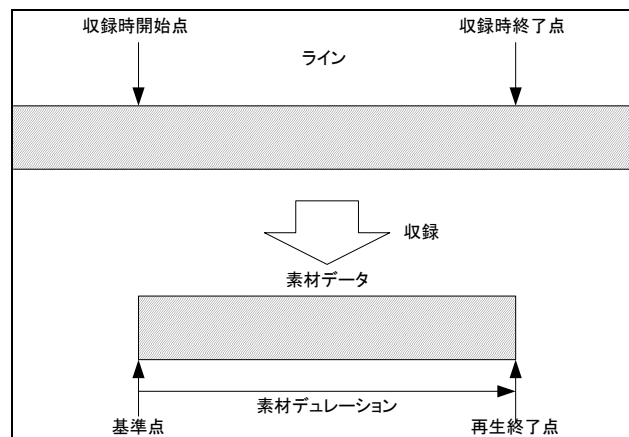 収録時開始点
収録時終了点
ライン
収録
素材データ
素材デュレーション
基準点
再生終了点